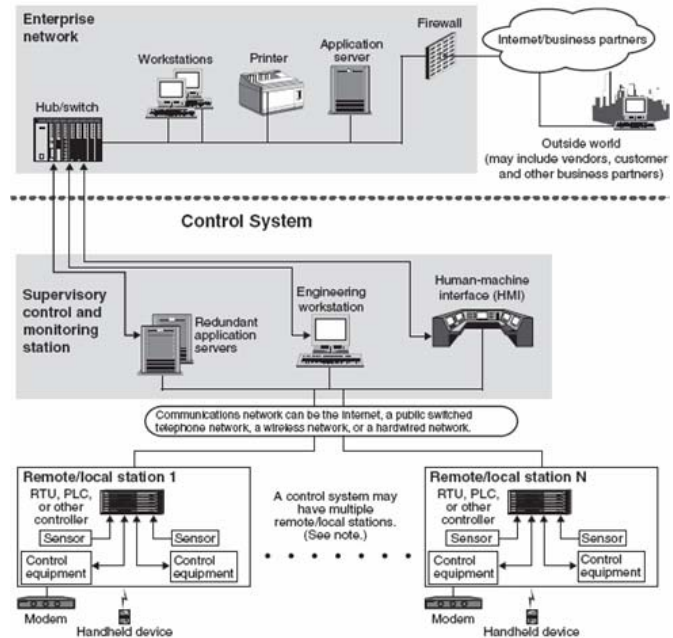 Enterprise
network
Workstations
Printer
Application
server
Firewall
Internet/business partners
Hub/switch
Outside world
(may include vendors, customer
and other business partners)
Control System
Supervisory
control and
monitoring
station
Redundant
application
servers
Engineering
workstation
Human-machine
interface (HMI)
Communications network can be the Internet, a public switched
telephone network, a wireless network, or a hardwired network.
Remote/local station 1
RTU, PLC,
or other
controller
Sensor
Sensor
Control
equipment
Control
equipment
Modem
Handheld device
A control system may
have multiple
remote/local stations.
(See note.)
Remote/local station N
RTU, PLC,
or other
controller
Sensor
Sensor
Control
equipment
Control
equipment
Modem
Handheld device